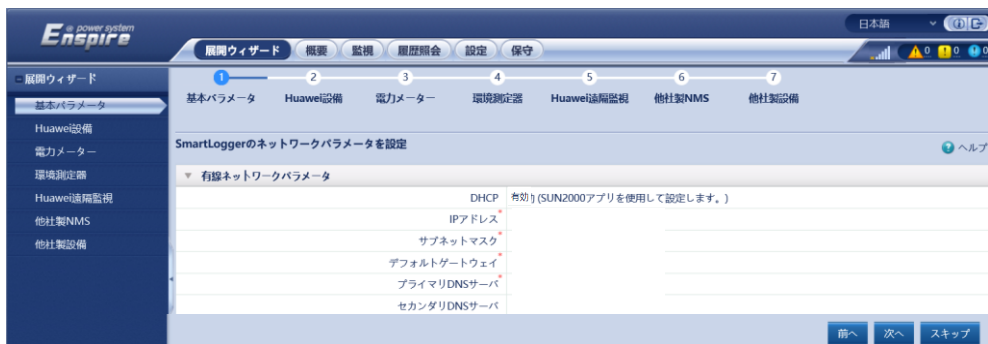 e power system
Enspire
日本語
展開ウィザード 概要 監視 履歴照会 設定 保守
0 0 0
展開ウィザード
基本パラメータ
Huawei設備
電力メーター
環境測定器
Huawei遠隔監視
他社製NMS
他社製設備
1 2 3 4 5 6 7
基本パラメータ Huawei設備 電力メーター 環境測定器 Huawei遠隔監視 他社製NMS 他社製設備
SmartLoggerのネットワークパラメータを設定
ヘルプ
有線ネットワークパラメータ
DHCP 有効り(SUN2000アプリを使用して設定します。)
IPアドレス*
サブネットマスク*
デフォルトゲートウェイ*
プライマリDNSサーバ*
セカンダリDNSサーバ
前へ 次へ スキップ